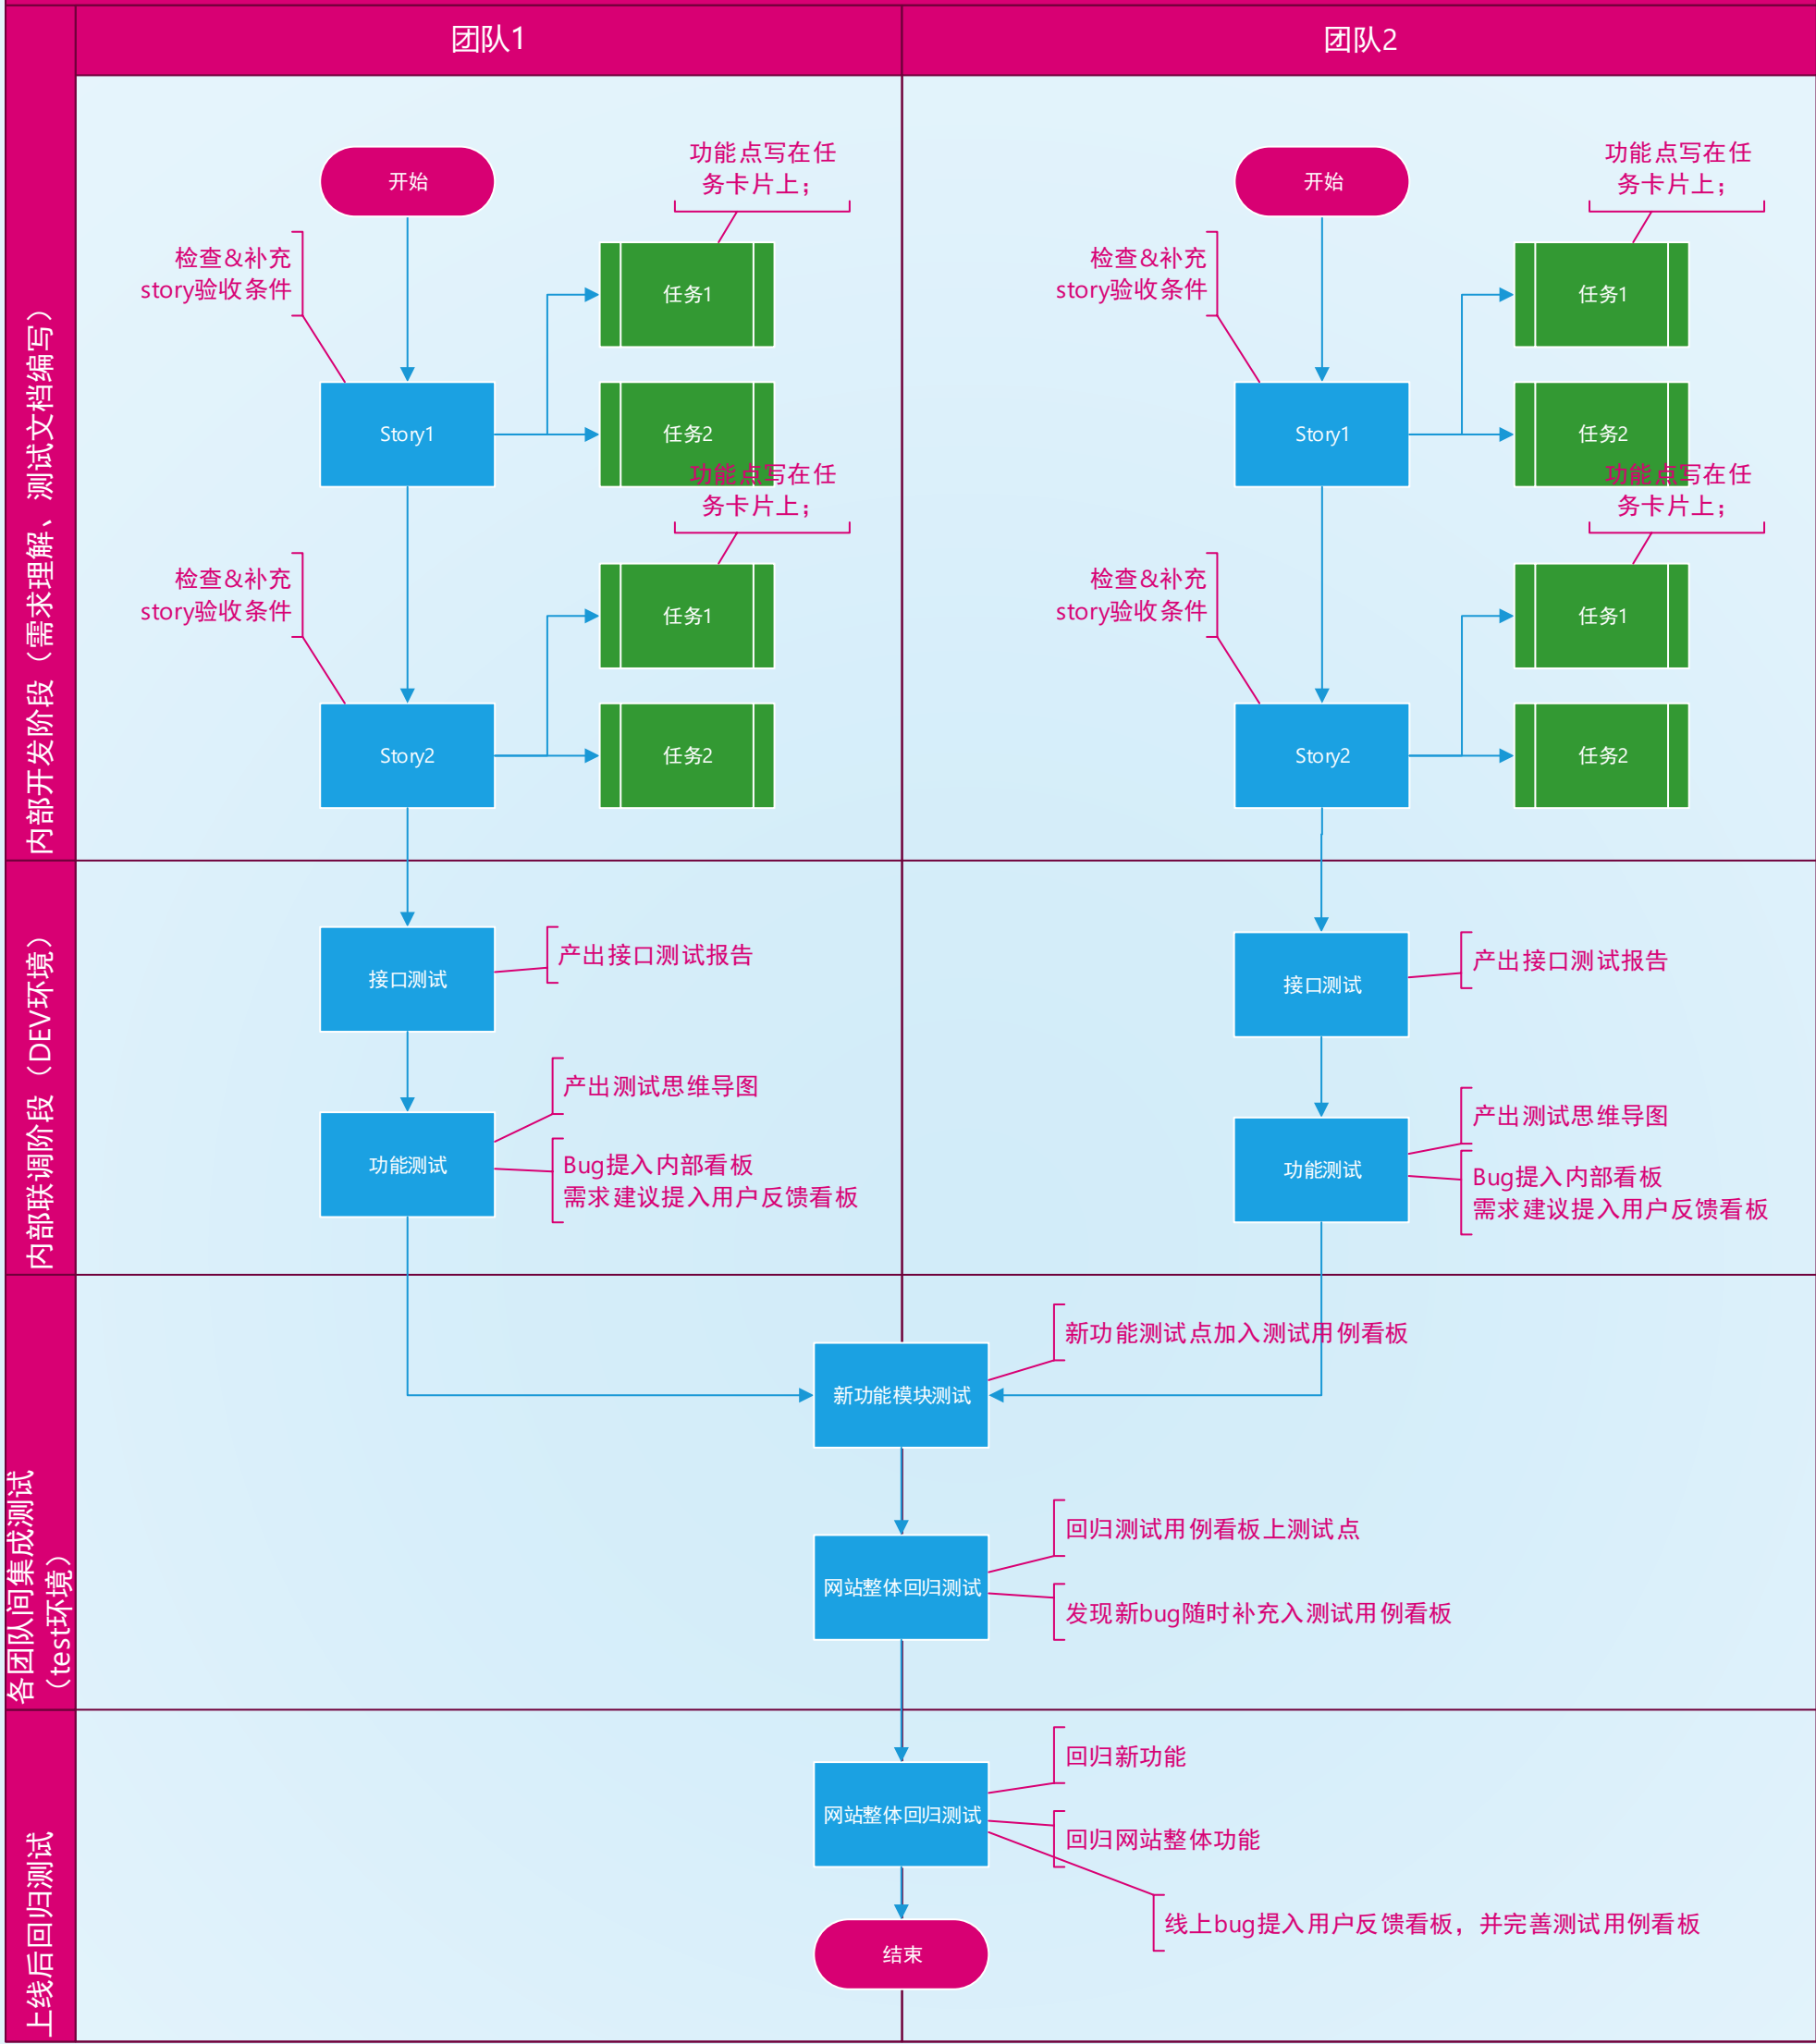 团队1
团队2
内部开发阶段（需求理解、测试文档编写）
开始
功能点写在任
务卡片上；
检查&补充
story验收条件
任务1
Story1
任务2
功能点写在任
务卡片上；
检查&补充
story验收条件
任务1
Story2
任务2
开始
功能点写在任
务卡片上；
检查&补充
story验收条件
任务1
Story1
任务2
功能点写在任
务卡片上；
检查&补充
story验收条件
任务1
Story2
任务2
内部联调阶段（DEV环境）
接口测试
产出接口测试报告
产出测试思维导图
功能测试
Bug提入内部看板
需求建议提入用户反馈看板
接口测试
产出接口测试报告
产出测试思维导图
功能测试
Bug提入内部看板
需求建议提入用户反馈看板
各团队间集成测试
（test环境）
新功能测试点加入测试用例看板
新功能模块测试
回归测试用例看板上测试点
网站整体回归测试
发现新bug随时补充入测试用例看板
上线后回归测试
回归新功能
网站整体回归测试
回归网站整体功能
线上bug提入用户反馈看板，并完善测试用例看板
结束